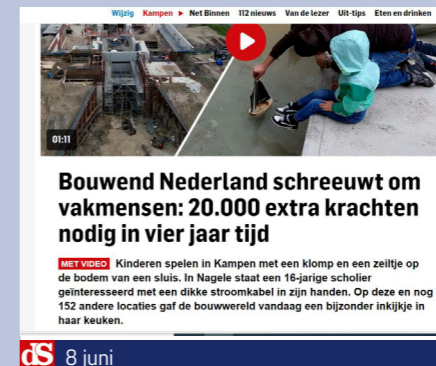 Wijzig Kampen ▶ Net Binnen 112 nieuws Van de lezer Uit-tips Eten en drinken
01:11
Bouwend Nederland schreeuwt om
vakmensen: 20.000 extra krachten
nodig in vier jaar tijd
MET VIDEO Kinderen spelen in Kampen met een klomp en een zeiltje op
de bodem van een sluis. In Nagele staat een 16-jarige scholier
geïnteresseerd met een dikke stroomkabel in zijn handen. Op deze en nog
152 andere locaties gaf de bouwwereld vandaag een bijzonder inkijkje in
haar keuken.
dS 8 juni